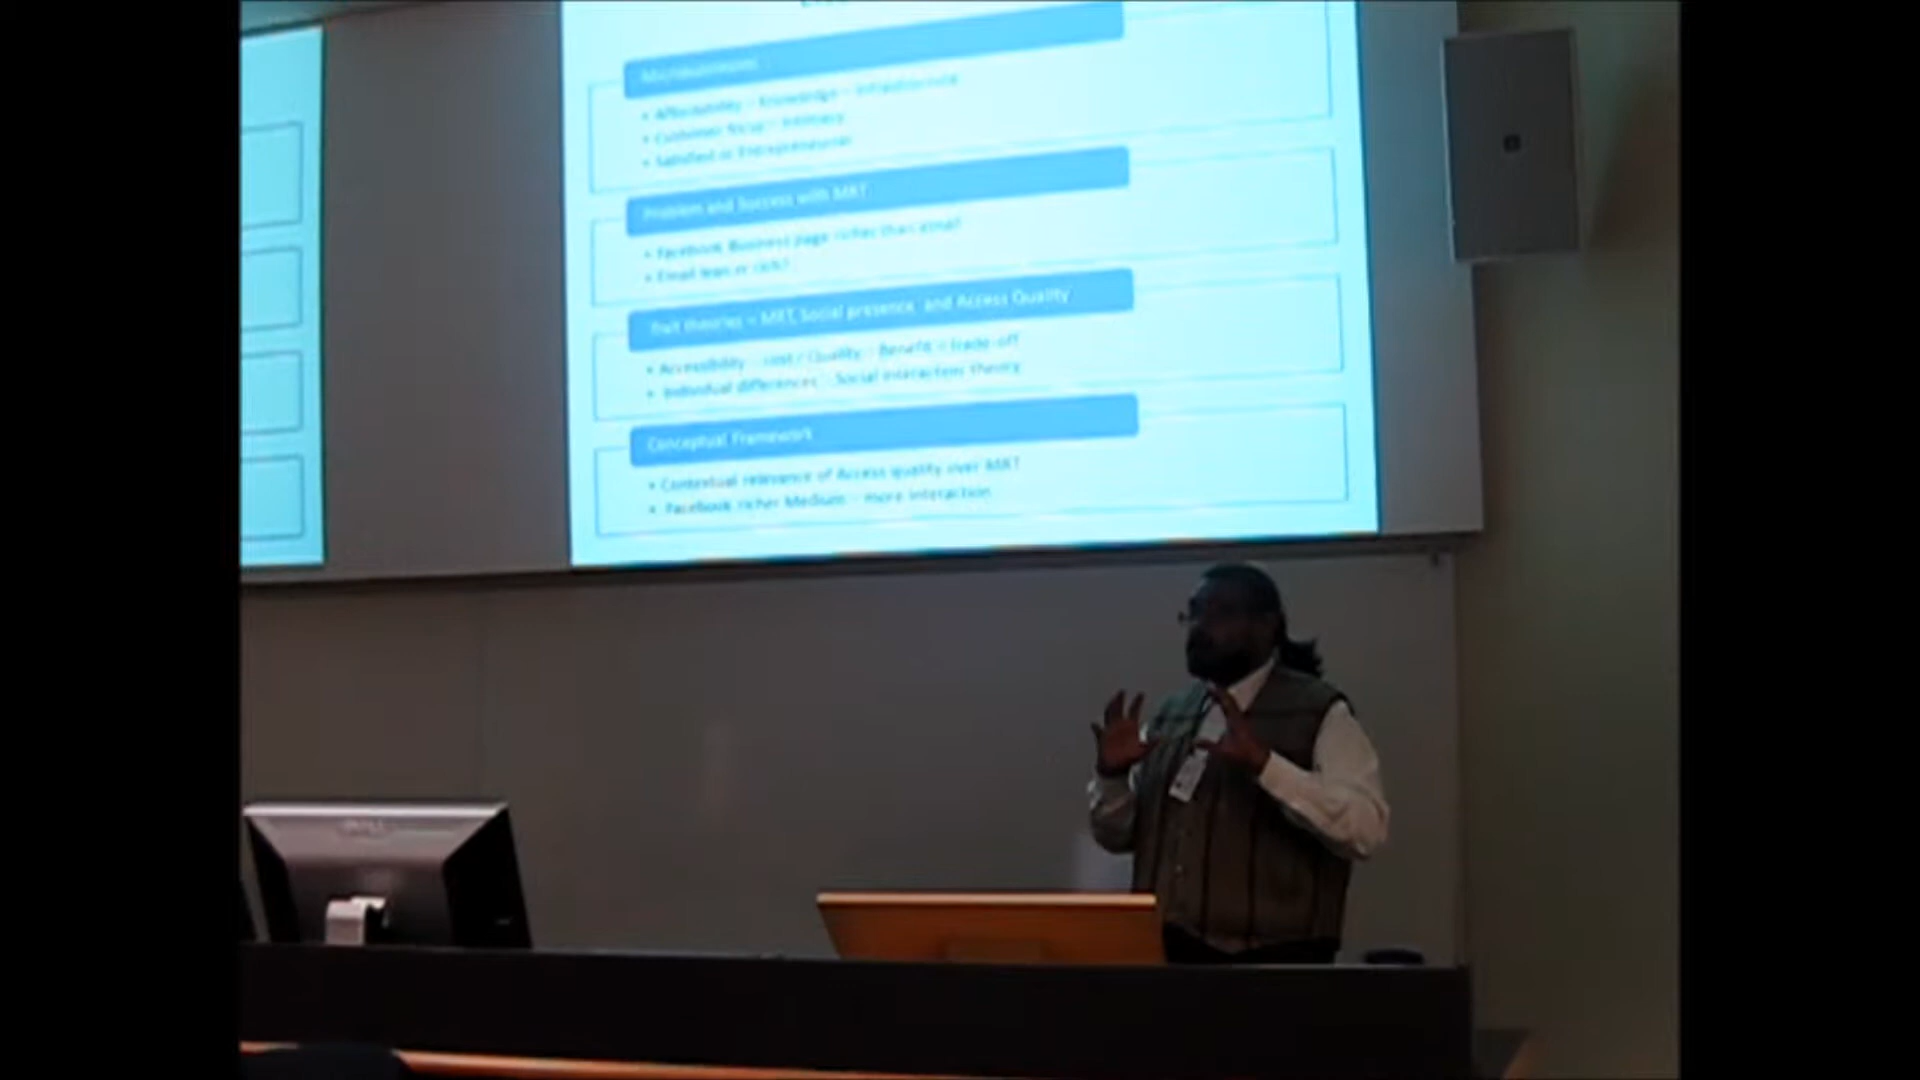 Problem and Success with MRT
• Facebook Business page richer than email
• Email lean or rich?
Trait theories – MRT, Social presence and Access Quality
• Accessibility - cost / Quality - Benefit - trade-off
• Individual differences - Social interaction theory
Conceptual Framework
• Contextual relevance of Access quality over MRT
• Facebook richer Medium - more interaction
• Affordability - Knowledge - Infrastructure
• Customer focus - Intimacy
• Satisfied or Entrepreneurial
DELL